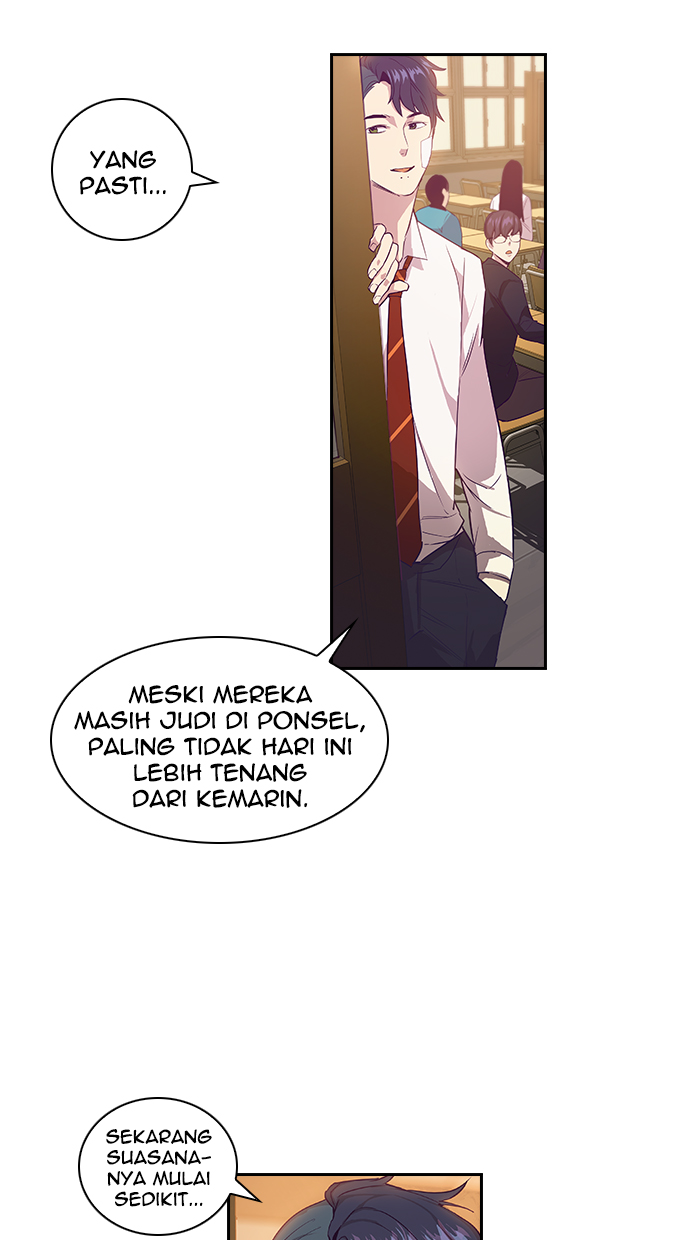 YANG
PASTI...
MESKI MEREKA
MASIH JUDI DI PONSEL,
PALING TIDAK HARI INI
LEBIH TENANG
DARI KEMARIN.
SEKARANG
SUASANA-
NYA MULAI
SEDIKIT...